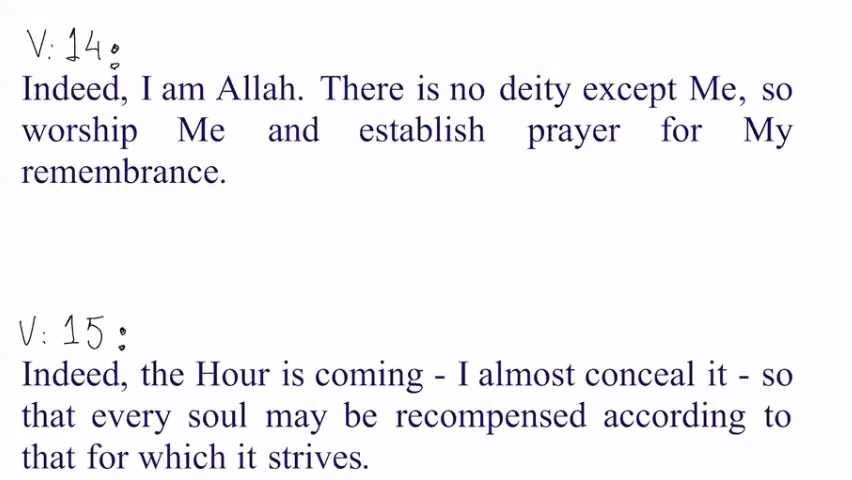 V: 14:
Indeed, I am Allah. There is no deity except Me, so
worship Me and establish prayer for My
remembrance.
V: 15:
Indeed, the Hour is coming - I almost conceal it - so
that every soul may be recompensed according to
that for which it strives.